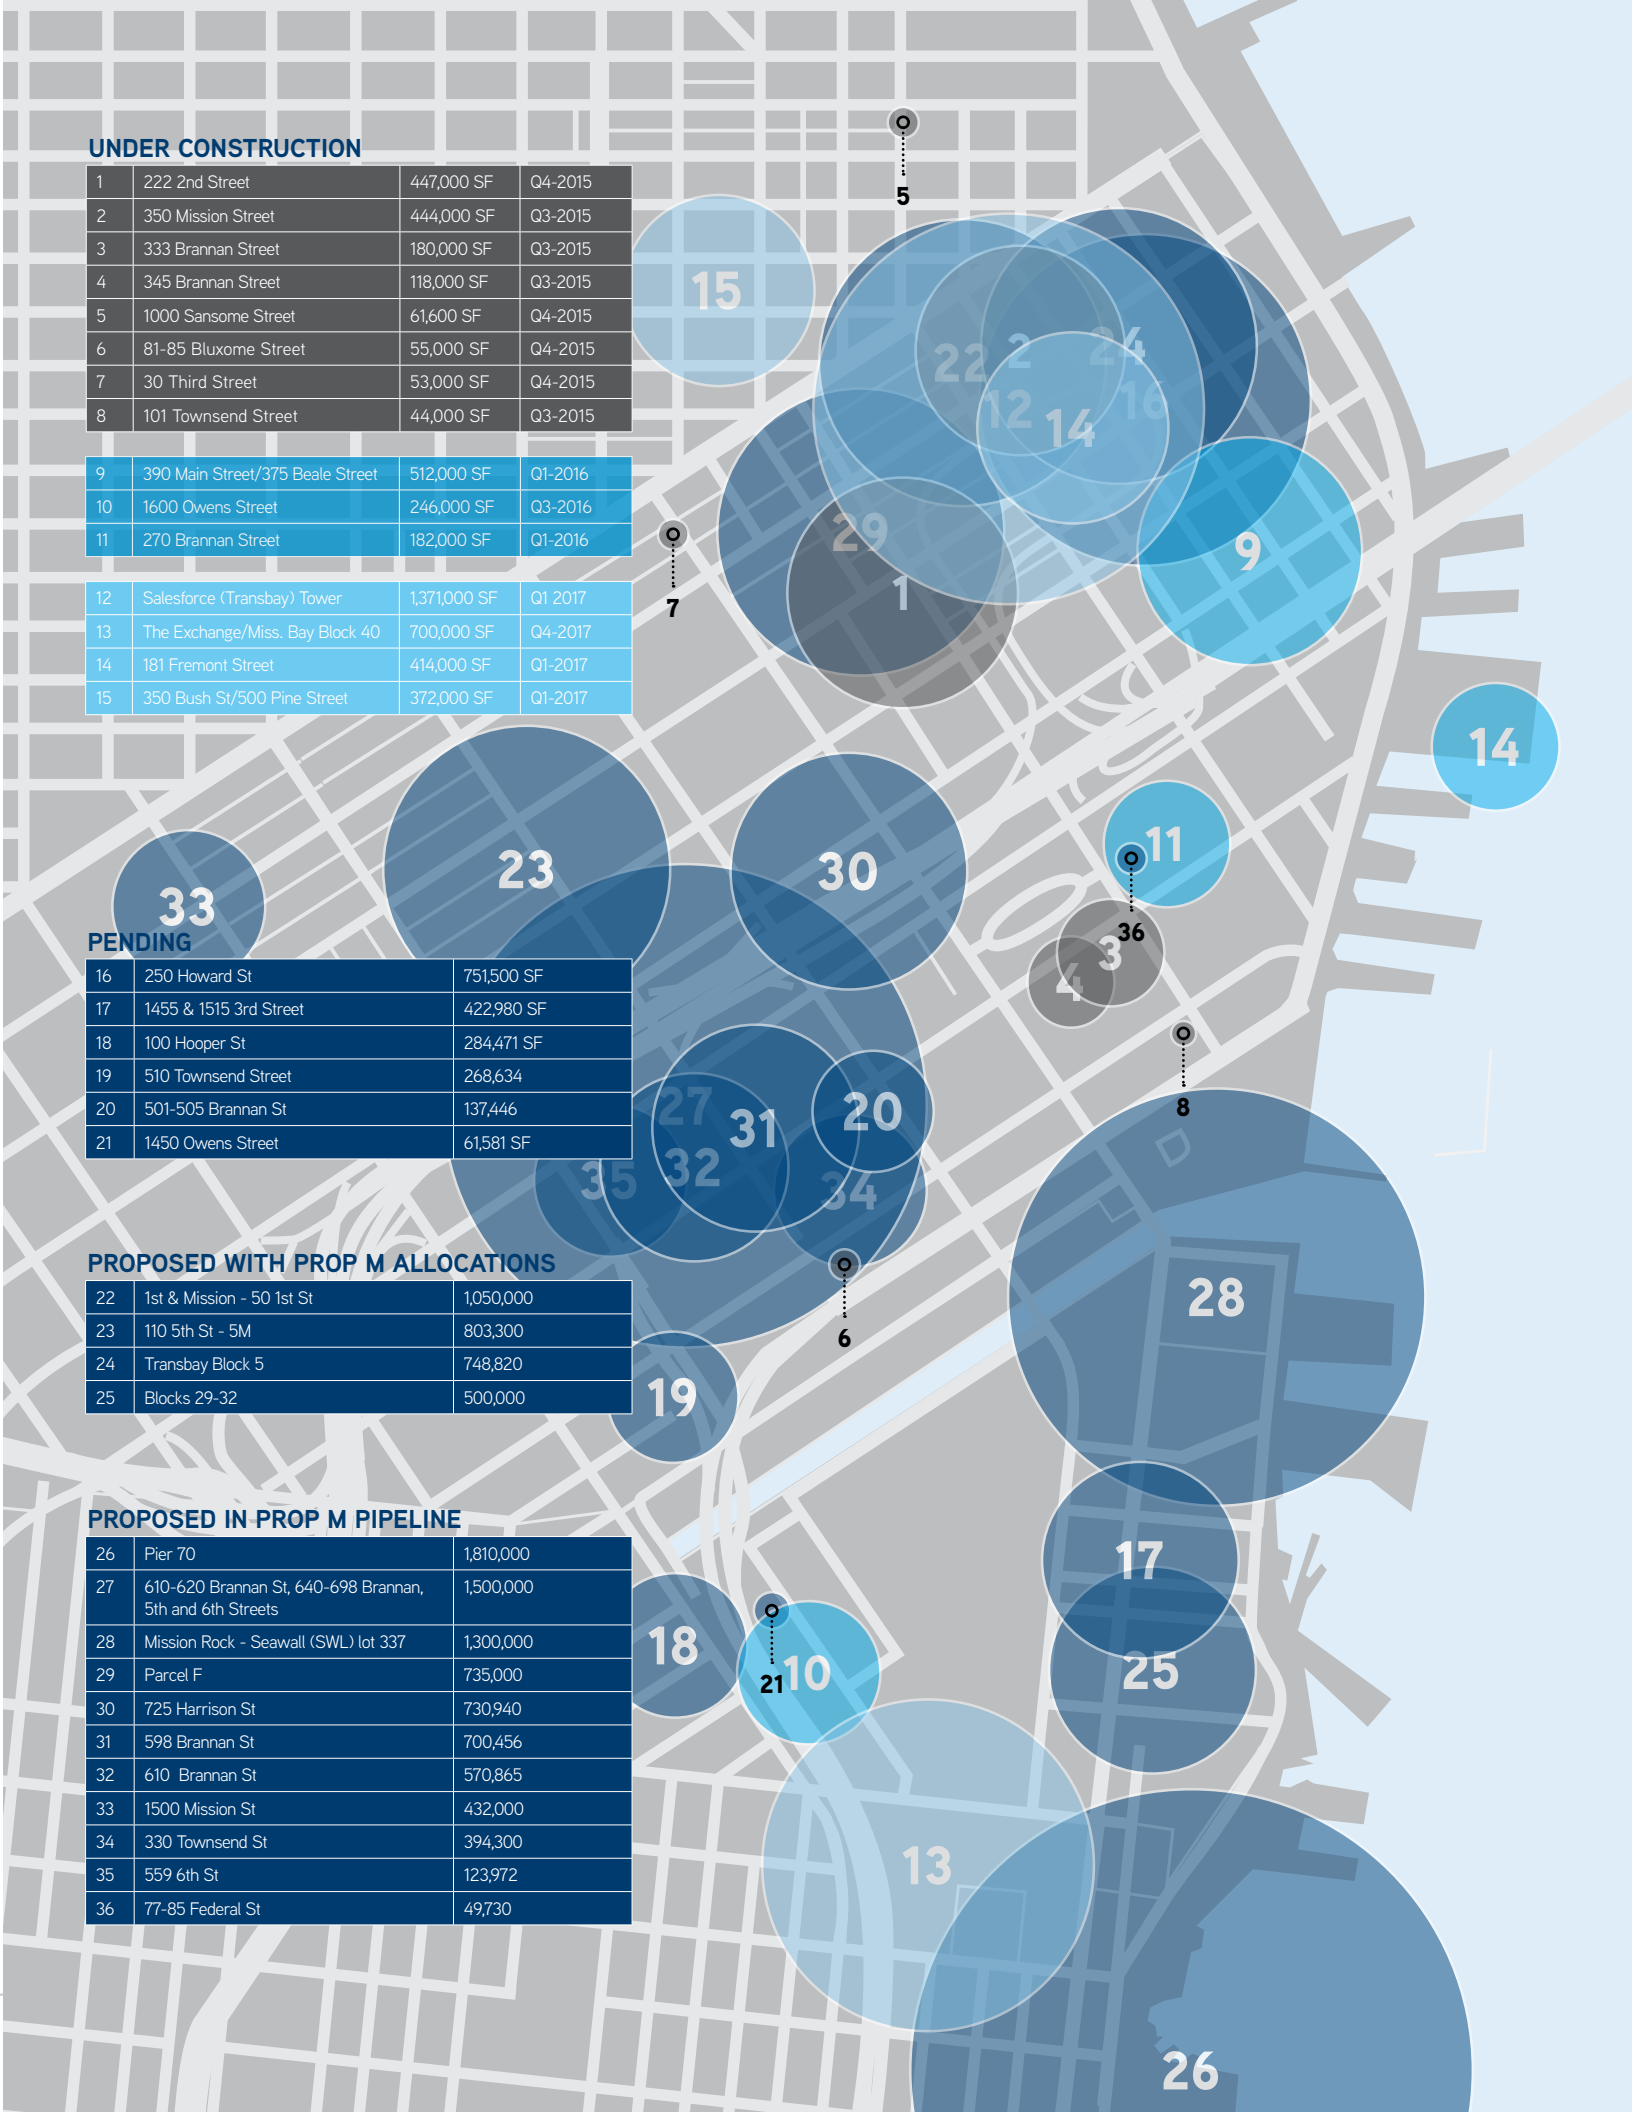 UNDER CONSTRUCTION
1 222 2nd Street 447,000 SF Q4-2015
2 350 Mission Street 444,000 SF Q3-2015
3 333 Brannan Street 180,000 SF Q3-2015
4 345 Brannan Street 118,000 SF Q3-2015
5 1000 Sansome Street 61,600 SF Q4-2015
6 81-85 Bluxome Street 55,000 SF Q4-2015
7 30 Third Street 53,000 SF Q4-2015
8 101 Townsend Street 44,000 SF Q3-2015
9 390 Main Street/375 Beale Street 512,000 SF Q1-2016
10 1600 Owens Street 246,000 SF Q3-2016
11 270 Brannan Street 182,000 SF Q1-2016
12 Salesforce (Transbay) Tower 1,371,000 SF Q1 2017
13 The Exchange/Miss. Bay Block 40 700,000 SF Q4-2017
14 181 Fremont Street 414,000 SF Q1-2017
15 350 Bush St/500 Pine Street 372,000 SF Q1-2017
PENDING
16 250 Howard St 751,500 SF
17 1455 & 1515 3rd Street 422,980 SF
18 100 Hooper St 284,471 SF
19 510 Townsend Street 268,634
20 501-505 Brannan St 137,446
21 1450 Owens Street 61,581 SF
PROPOSED WITH PROP M ALLOCATIONS
22 1st & Mission - 50 1st St 1,050,000
23 110 5th St - 5M 803,300
24 Transbay Block 5 748,820
25 Blocks 29-32 500,000
PROPOSED IN PROP M PIPELINE
26 Pier 70 1,810,000
27 610-620 Brannan St, 640-698 Brannan, 1,500,000
5th and 6th Streets
28 Mission Rock - Seawall (SWL) lot 337 1,300,000
29 Parcel F 735,000
30 725 Harrison St 730,940
31 598 Brannan St 700,456
32 610 Brannan St 570,865
33 1500 Mission St 432,000
34 330 Townsend St 394,300
35 559 6th St 123,972
36 77-85 Federal St 49,730
5
15
22
2
24
12
14
16
29
1
9
7
14
23
30
11
33
36
3
4
8
27
31
20
35
32
34
28
6
19
17
18
21
10
25
13
26